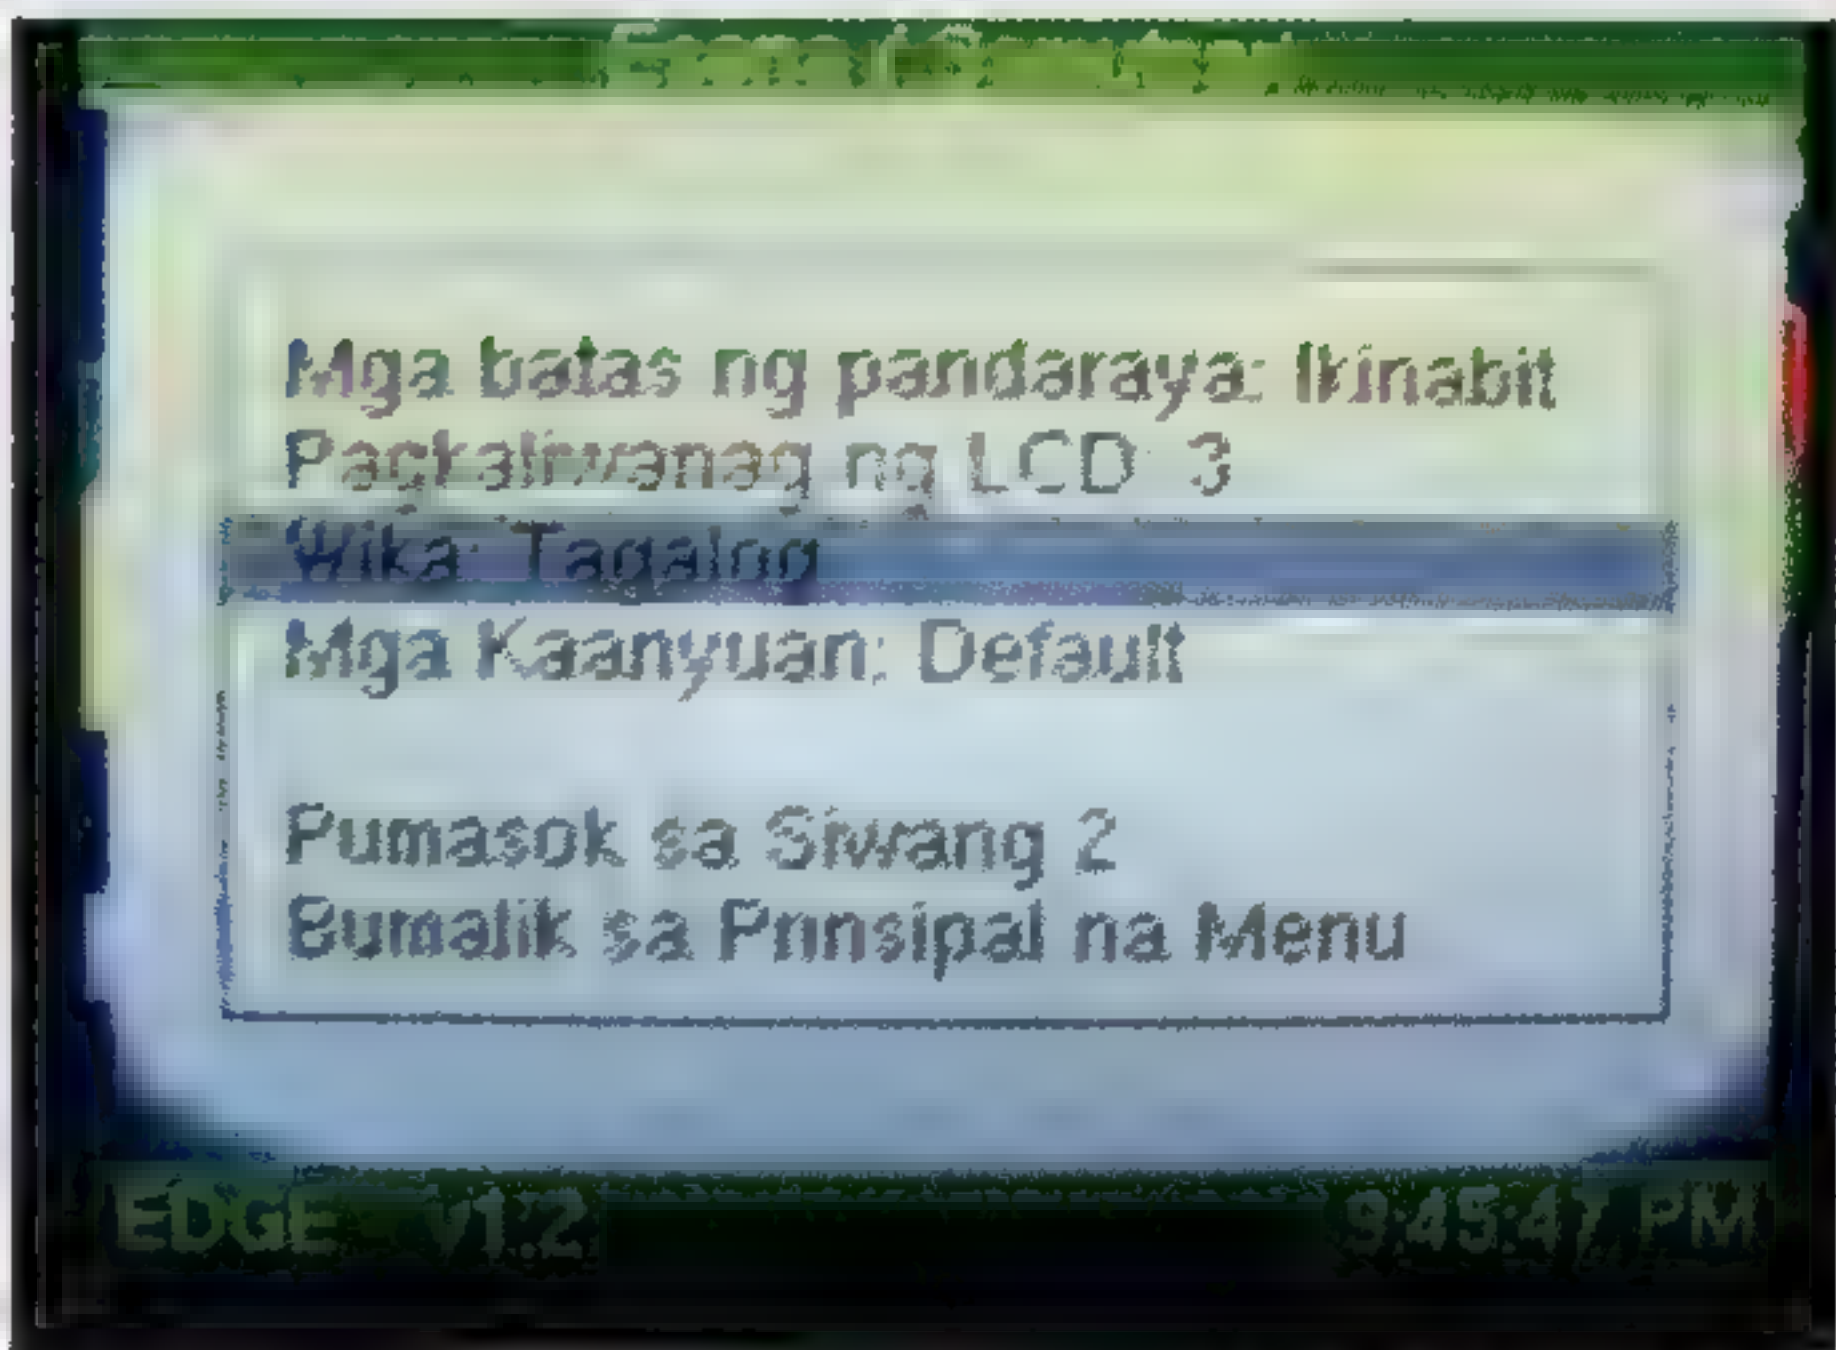 Mga batas ng pandaraya: Ikinabit
Pagkaliwanag ng LCD: 3
Wika: Tagalog
Mga Kaanyuan: Default
Pumasok sa Siwang 2
Bumalik sa Prinsipal na Menu
EDGE V1.2
9:45:47 PM